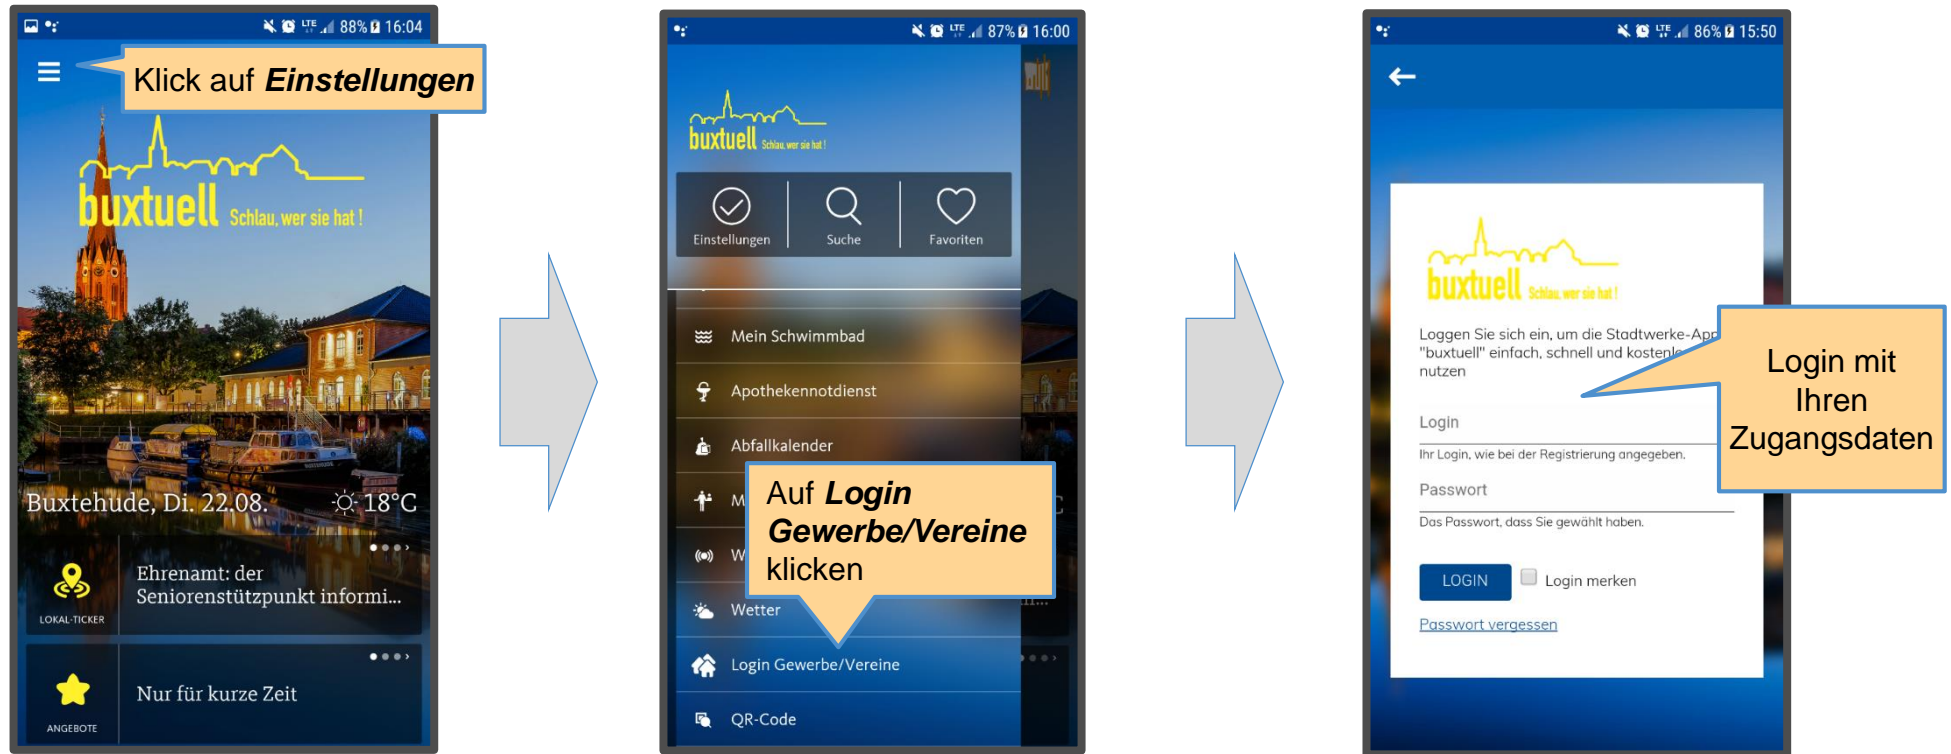 LTE 88% 16:04
Klick auf Einstellungen
buxtuell Schlau, wer sie hat !
Buxtehude, Di. 22.08. 18°C
LOKAL-TICKER
Ehrenamt: der
Seniorenstützpunkt informi...
ANGEBOTE
Nur für kurze Zeit
LTE 87% 16:00
buxtuell Schlau, wer sie hat !
Einstellungen Suche Favoriten
Mein Schwimmbad
Apothekennotdienst
Abfallkalender
M
W
Auf Login
Gewerbe/Vereine
klicken
Wetter
Login Gewerbe/Vereine
QR-Code
LTE 86% 15:50
buxtuell Schlau, wer sie hat !
Loggen Sie sich ein, um die Stadtwerke-App
"buxtuell" einfach, schnell und
nutzen
Login mit
Ihren
Zugangsdaten
Login
Ihr Login, wie bei der Registrierung angegeben.
Passwort
Das Passwort, dass Sie gewählt haben.
LOGIN Login merken
Passwort vergessen